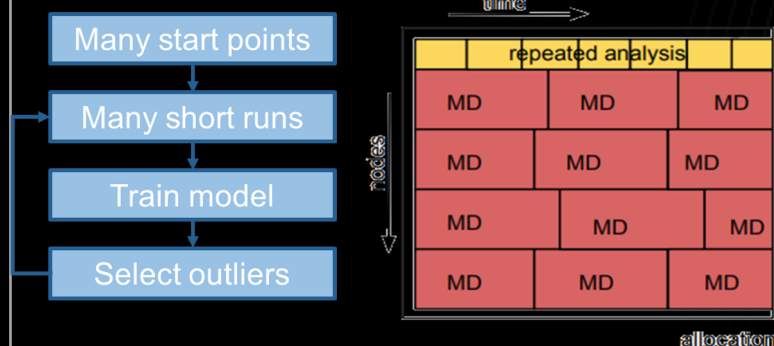 Many start points
Many short runs
Train model
Select outliers
time
nodes
repeated analysis
MD MD MD
MD MD MD
MD MD MD
MD MD MD
allocation